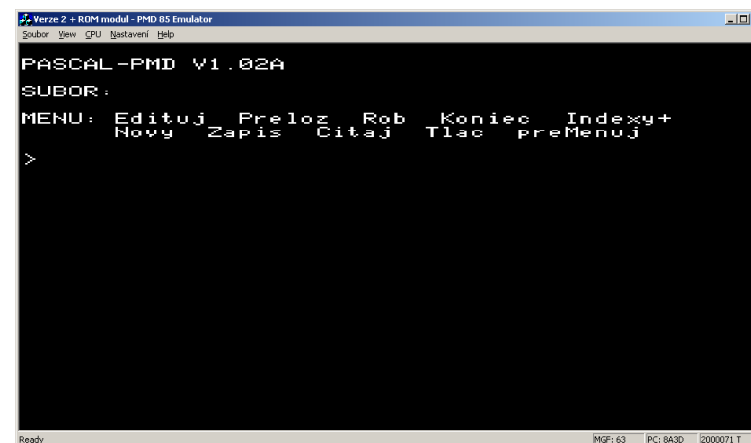 Verze 2 + ROM modul - PMD 85 Emulator
Soubor View CPU Nastavení Help
PASCAL-PMD V1.02A
SUBOR:
MENU: Edituj Preloz Rob Koniec Indexy+
Novy Zapis Citaj Tlac preMenuj
>
Ready MGF: 63 PC: 8A3D 2000071 T